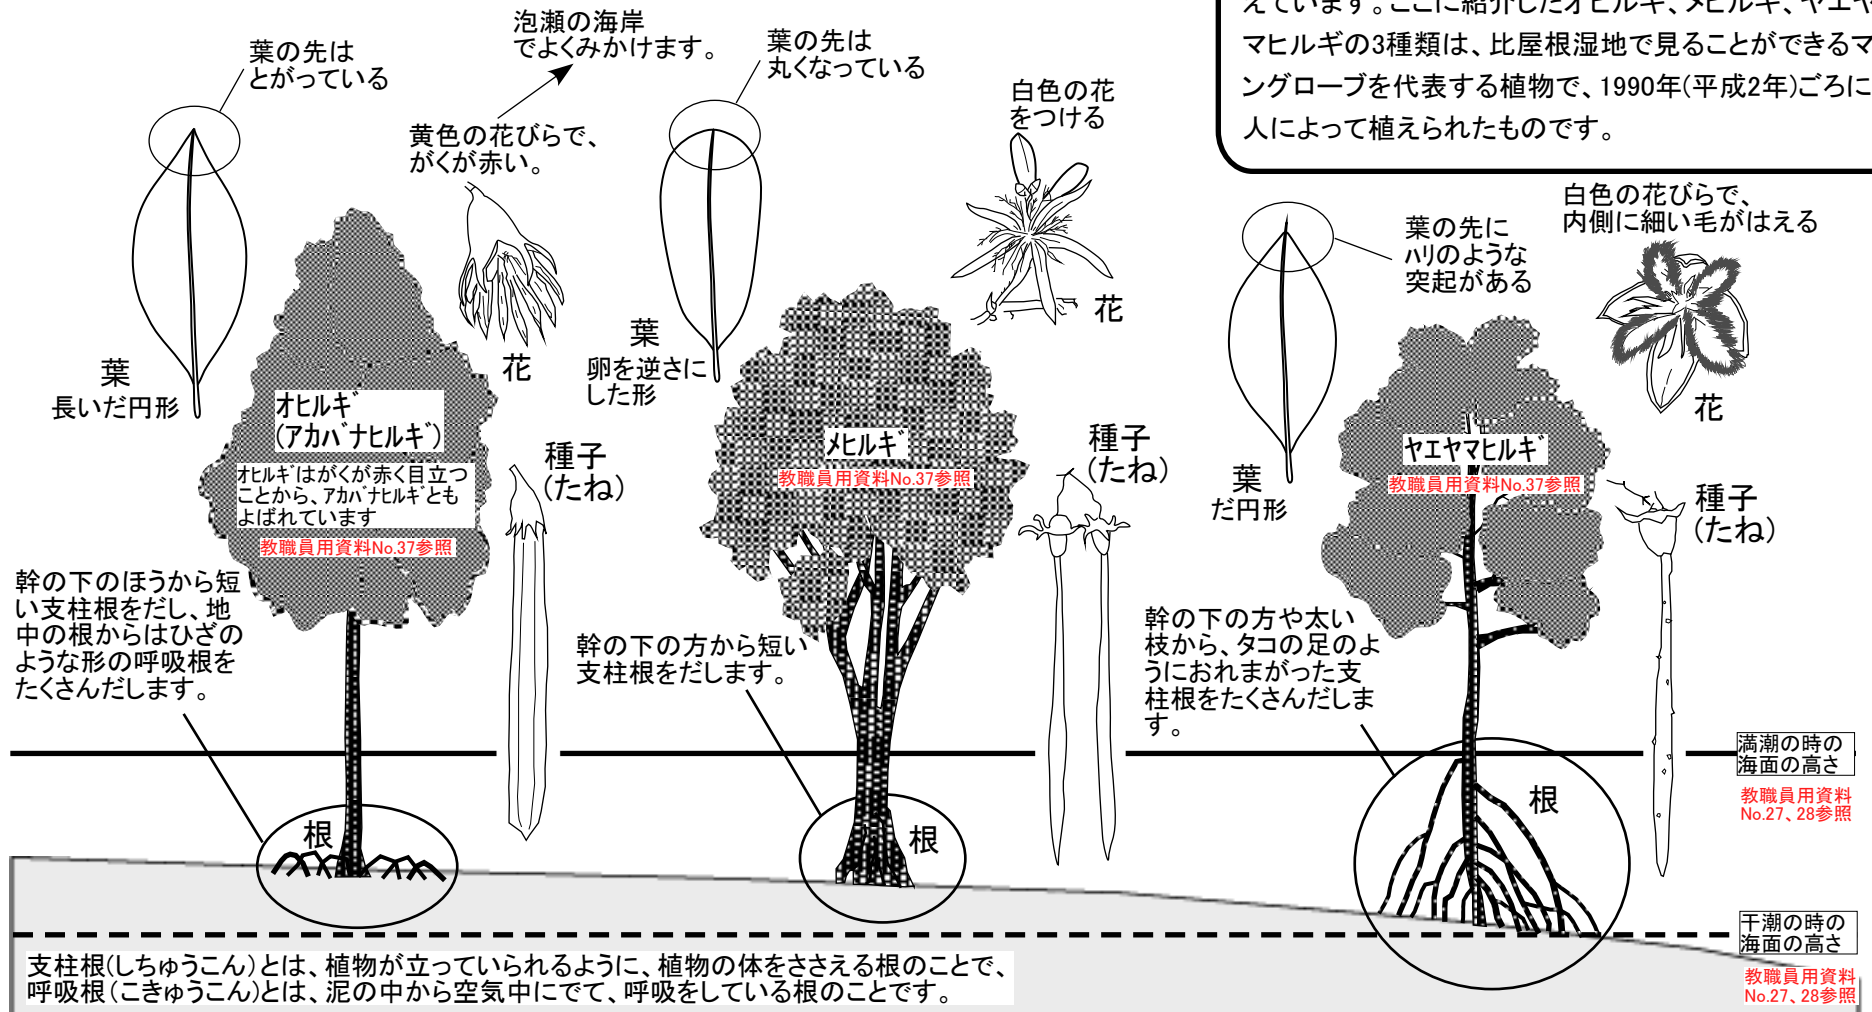 えています。ここに紹介したオヒルギ、メヒルギ、ヤエヤ
マヒルギの3種類は、比屋根湿地で見ることができるマ
ングローブを代表する植物で、1990年(平成2年)ごろに
人によって植えられたものです。
葉の先は
とがっている
泡瀬の海岸
でよくみかけます。
黄色の花びらで、
がくが赤い。
花
葉
長いだ円形
オヒルギ
(アカバナヒルギ)
オヒルギはがくが赤く目立つ
ことから、アカバナヒルギとも
よばれています
教職員用資料No.37参照
種子
(たね)
幹の下のほうから短
い支柱根をだし、地
中の根からはひざの
ような形の呼吸根を
たくさんだします。
根
葉の先は
丸くなっている
白色の花
をつける
花
葉
卵を逆さに
した形
メヒルギ
教職員用資料No.37参照
種子
(たね)
幹の下の方から短い
支柱根をだします。
根
葉の先に
ハリのような
突起がある
白色の花びらで、
内側に細い毛がはえる
花
葉
だ円形
ヤエヤマヒルギ
教職員用資料No.37参照
種子
(たね)
幹の下の方や太い
枝から、タコの足のよ
うにおれまがった支
柱根をたくさんだしま
す。
根
満潮の時の
海面の高さ
教職員用資料
No.27、28参照
干潮の時の
海面の高さ
教職員用資料
No.27、28参照
支柱根(しちゅうこん)とは、植物が立っていられるように、植物の体をささえる根のことで、
呼吸根(こきゅうこん)とは、泥の中から空気中にでて、呼吸をしている根のことです。